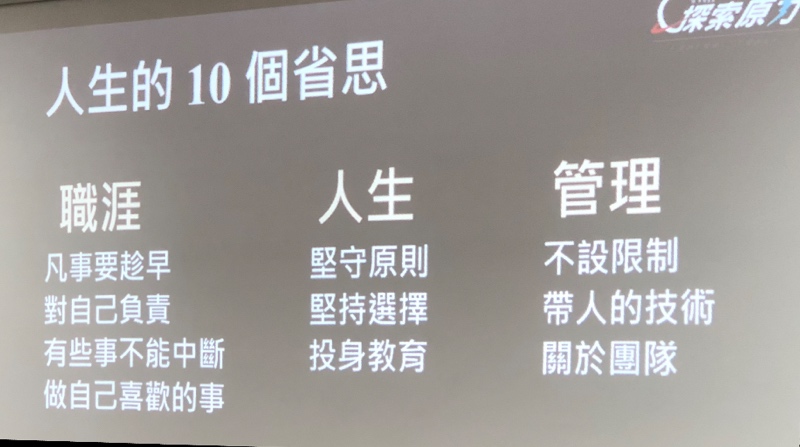 探索原力
人生的 10 個省思
職涯
凡事要趁早
對自己負責
有些事不能中斷
做自己喜歡的事
人生
堅守原則
堅持選擇
投身教育
管理
不設限制
帶人的技術
關於團隊